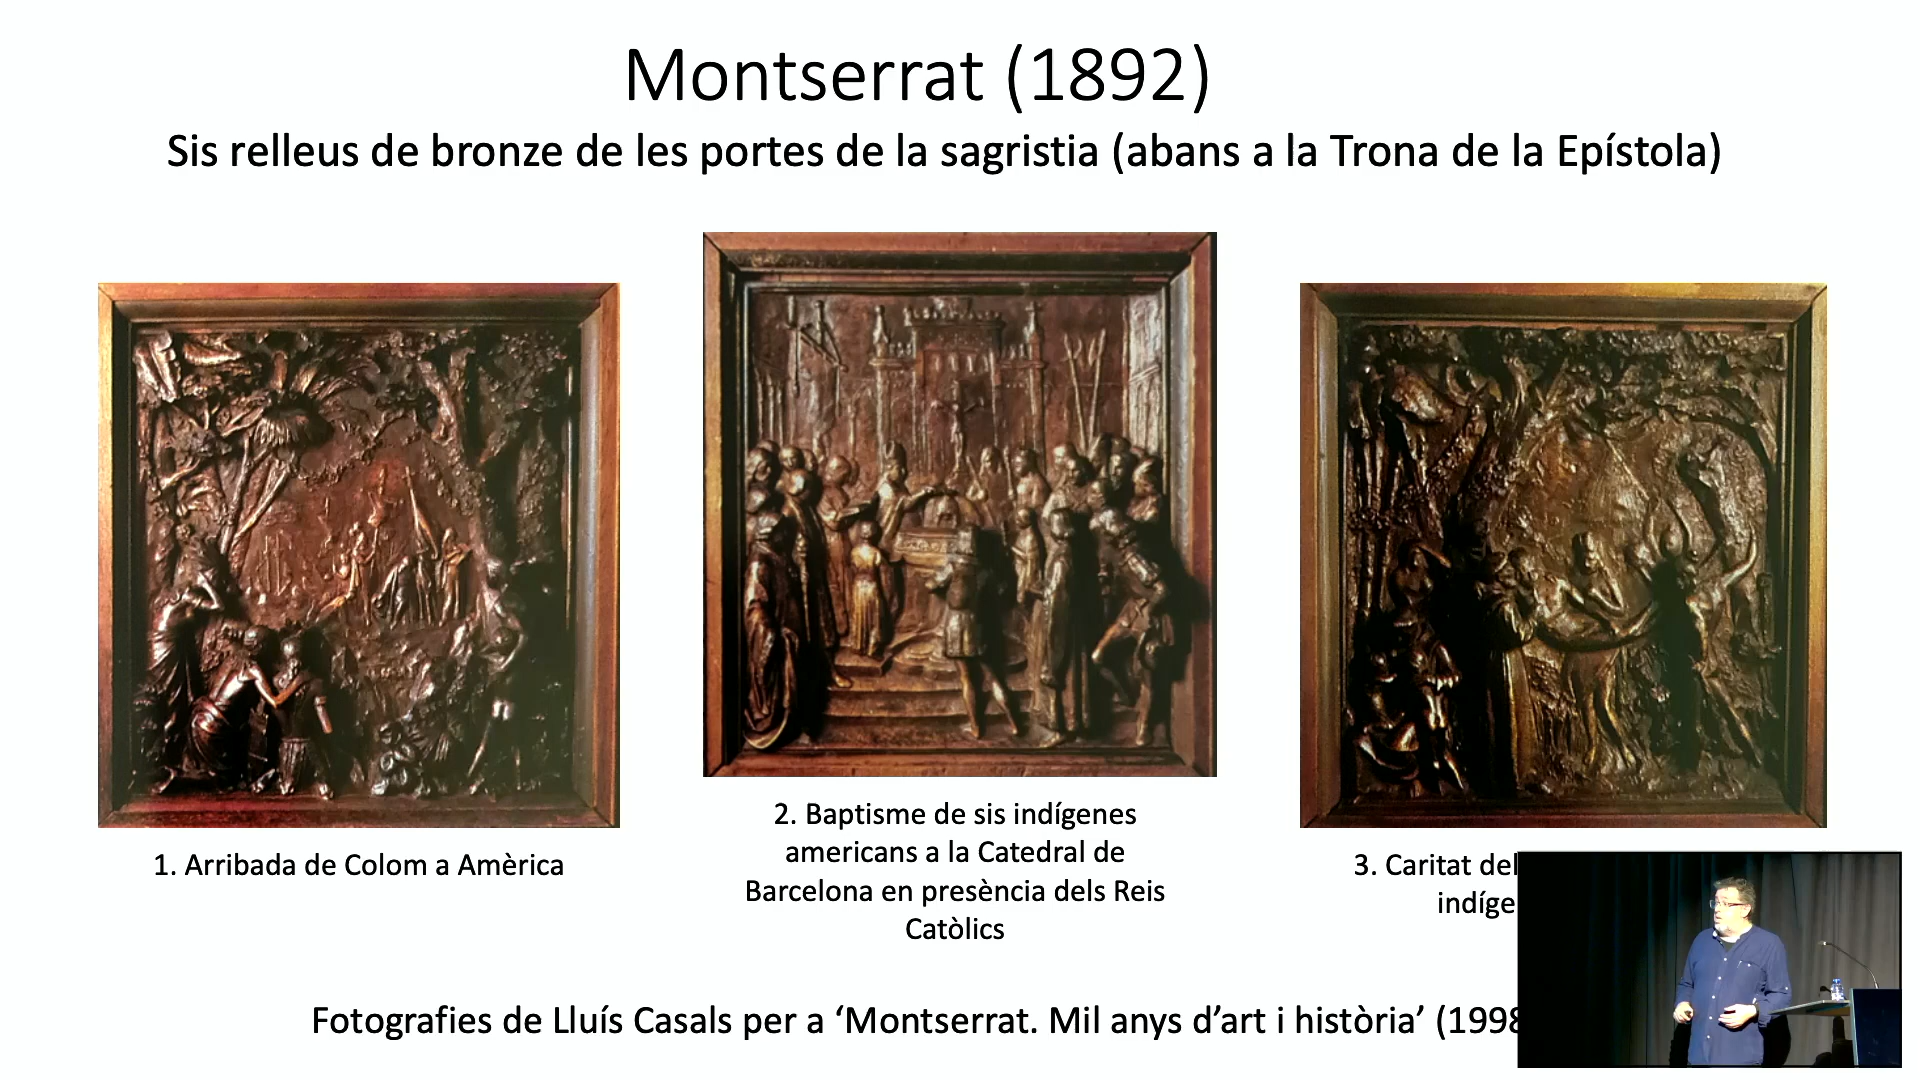 Montserrat (1892)
Sis relleus de bronze de les portes de la sagristia (abans a la Trona de la Epístola)
1. Arribada de Colom a Amèrica
2. Baptisme de sis indígenes
americans a la Catedral de
Barcelona en presència dels Reis
Catòlics
3. Caritat del
Fotografies de Lluís Casals per a ‘Montserrat. Mil anys d’art i història’ (1998